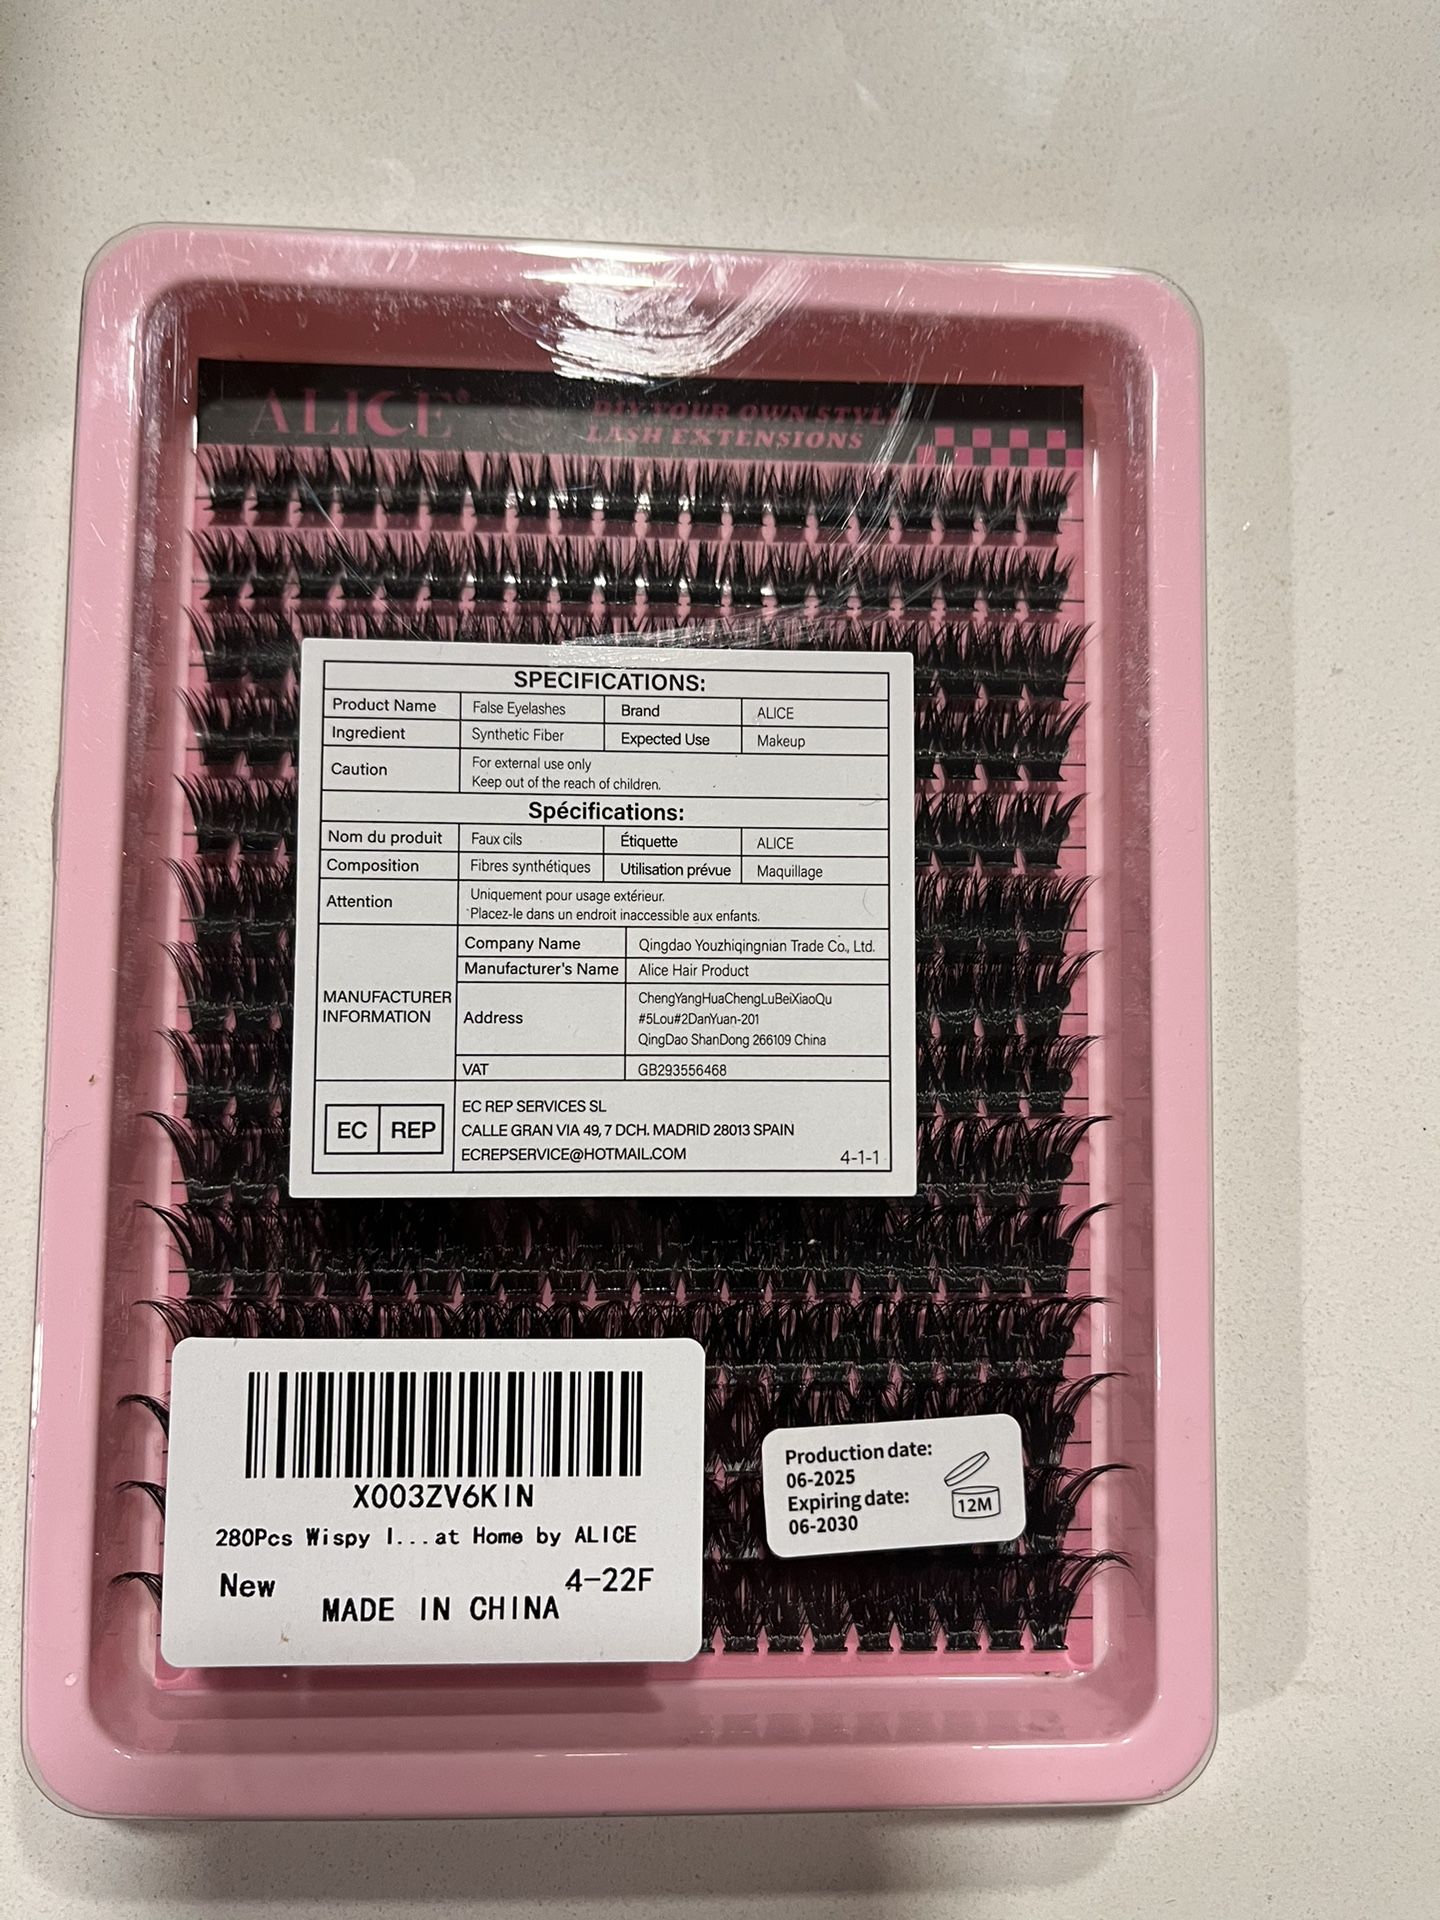 ALICE®
DIY YOUR OWN STYLE
LASH EXTENSIONS
SPECIFICATIONS:
Product Name False Eyelashes Brand ALICE
Ingredient Synthetic Fiber Expected Use Makeup
Caution For external use only
Keep out of the reach of children.
Spécifications:
Nom du produit Faux cils Étiquette ALICE
Composition Fibres synthétiques Utilisation prévue Maquillage
Attention Uniquement pour usage extérieur.
Placez-le dans un endroit inaccessible aux enfants.
MANUFACTURER INFORMATION
Company Name Qingdao Youzhiqingnian Trade Co., Ltd.
Manufacturer's Name Alice Hair Product
Address ChengYangHuaChengLuBeiXiaoQu
#5Lou#2DanYuan-201
QingDao ShanDong 266109 China
VAT GB293556468
EC REP
EC REP SERVICES SL
CALLE GRAN VIA 49, 7 DCH. MADRID 28013 SPAIN
ECREPSERVICE@HOTMAIL.COM 4-1-1
X003ZV6KIN
280Pcs Wispy I...at Home by ALICE
New 4-22F
MADE IN CHINA
Production date:
06-2025
Expiring date:
06-2030
12M